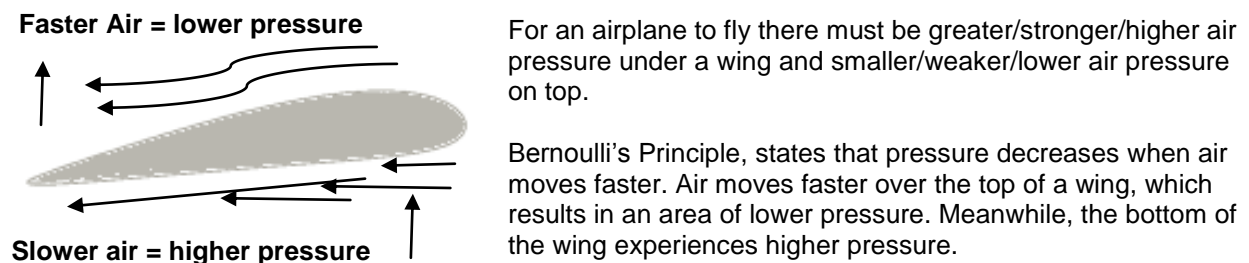 Faster Air = lower pressure
Slower air = higher pressure
For an airplane to fly there must be greater/stronger/higher air
pressure under a wing and smaller/weaker/lower air pressure
on top.
Bernoulli's Principle, states that pressure decreases when air
moves faster. Air moves faster over the top of a wing, which
results in an area of lower pressure. Meanwhile, the bottom of
the wing experiences higher pressure.